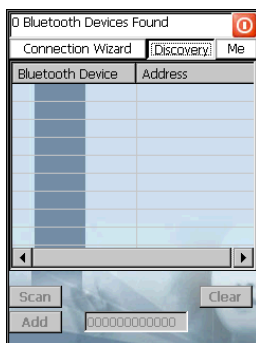 0 Bluetooth Devices Found
Connection Wizard Discovery Me
Bluetooth Device Address
Scan Clear
Add 000000000000